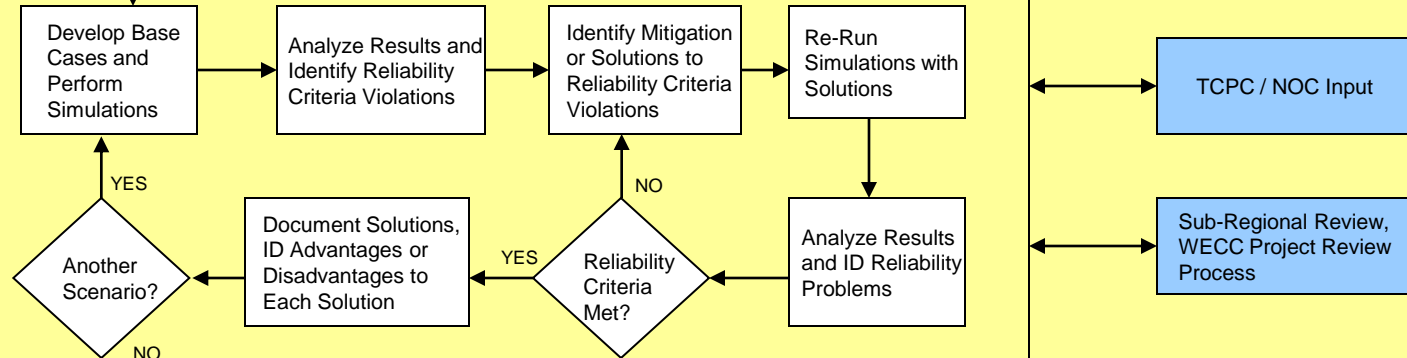 Develop Base
Cases and
Perform
Simulations
Analyze Results and
Identify Reliability
Criteria Violations
Identify Mitigation
or Solutions to
Reliability Criteria
Violations
Re-Run
Simulations with
Solutions
TCPC / NOC Input
YES
NO
Another
Scenario?
Document Solutions,
ID Advantages or
Disadvantages to
Each Solution
YES
Reliability
Criteria
Met?
Analyze Results
and ID Reliability
Problems
Sub-Regional Review,
WECC Project Review
Process
NO